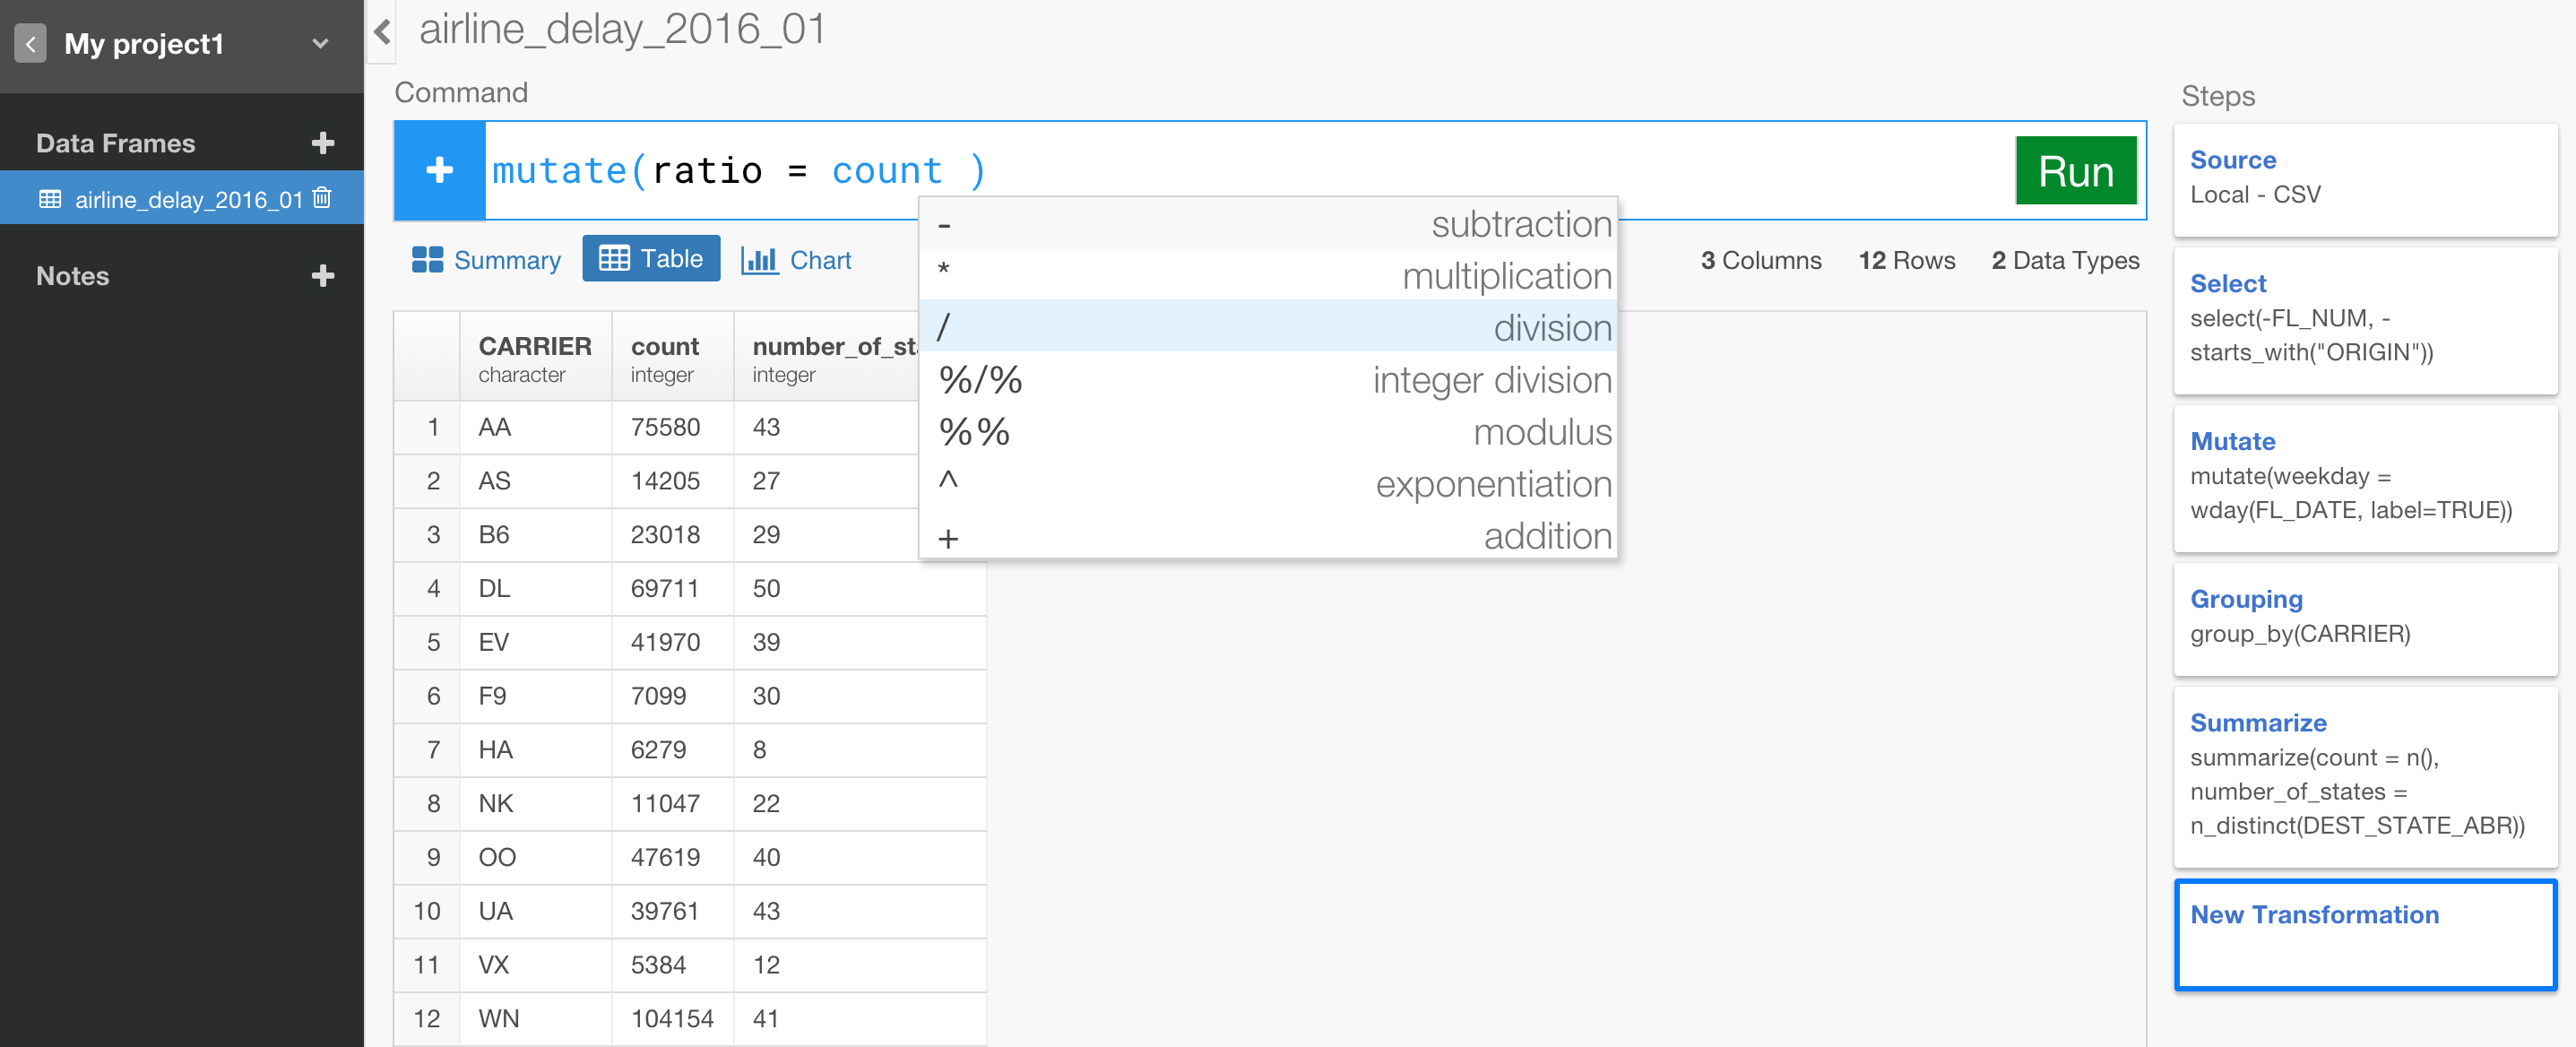 My project1
Data Frames
airline_delay_2016_01
Notes
airline_delay_2016_01
Command
mutate(ratio = count )
Run
- subtraction
* multiplication
/ division
%/% integer division
%% modulus
^ exponentiation
+ addition
Summary Table Chart
3 Columns 12 Rows 2 Data Types
CARRIER count number_of_st
character integer integer
1 AA 75580 43
2 AS 14205 27
3 B6 23018 29
4 DL 69711 50
5 EV 41970 39
6 F9 7099 30
7 HA 6279 8
8 NK 11047 22
9 OO 47619 40
10 UA 39761 43
11 VX 5384 12
12 WN 104154 41
Steps
Source
Local - CSV
Select
select(-FL_NUM, -
starts_with("ORIGIN"))
Mutate
mutate(weekday =
wday(FL_DATE, label=TRUE))
Grouping
group_by(CARRIER)
Summarize
summarize(count = n(),
number_of_states =
n_distinct(DEST_STATE_ABR))
New Transformation